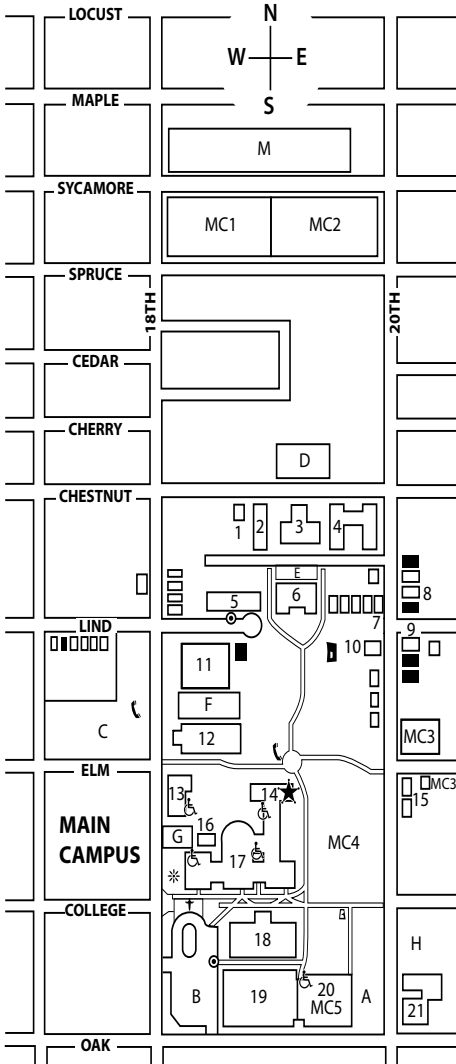 LOCUST
N
W E
S
MAPLE
M
SYCAMORE
MC1 MC2
SPRUCE
18TH
20TH
CEDAR
CHERRY
D
CHESTNUT
1 2 3 4
E
6
5
7
8
LIND
9
10
11
F
C
12
MC3
ELM
13
14
MC3
15
MAIN
CAMPUS
G
16
17
MC4
COLLEGE
18
H
B
19
20
MC5
A
21
OAK